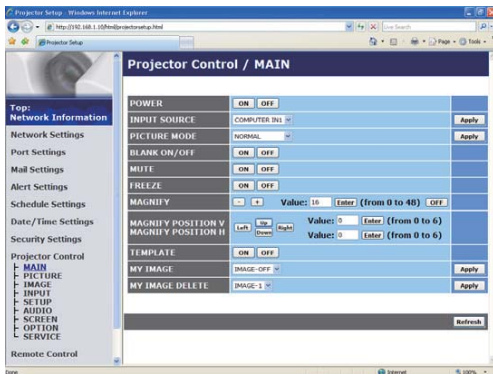 Projector Setup - Windows Internet Explorer
http://192.168.1.10/html/projectorsetup.html
Live Search
Projector Setup
Page
Tools
Top:
Network Information
Network Settings
Port Settings
Mail Settings
Alert Settings
Schedule Settings
Date/Time Settings
Security Settings
Projector Control
MAIN
PICTURE
IMAGE
INPUT
SETUP
AUDIO
SCREEN
OPTION
SERVICE
Remote Control
Projector Control / MAIN
POWER ON OFF
INPUT SOURCE COMPUTER IN1 Apply
PICTURE MODE NORMAL Apply
BLANK ON/OFF ON OFF
MUTE ON OFF
FREEZE ON OFF
MAGNIFY - + Value: 16 Enter (from 0 to 48) OFF
MAGNIFY POSITION V Left Up Right Value: 0 Enter (from 0 to 6)
MAGNIFY POSITION H Down Value: 0 Enter (from 0 to 6)
TEMPLATE ON OFF
MY IMAGE IMAGE-OFF Apply
MY IMAGE DELETE IMAGE-1 Apply
Refresh
Done
Internet
100%